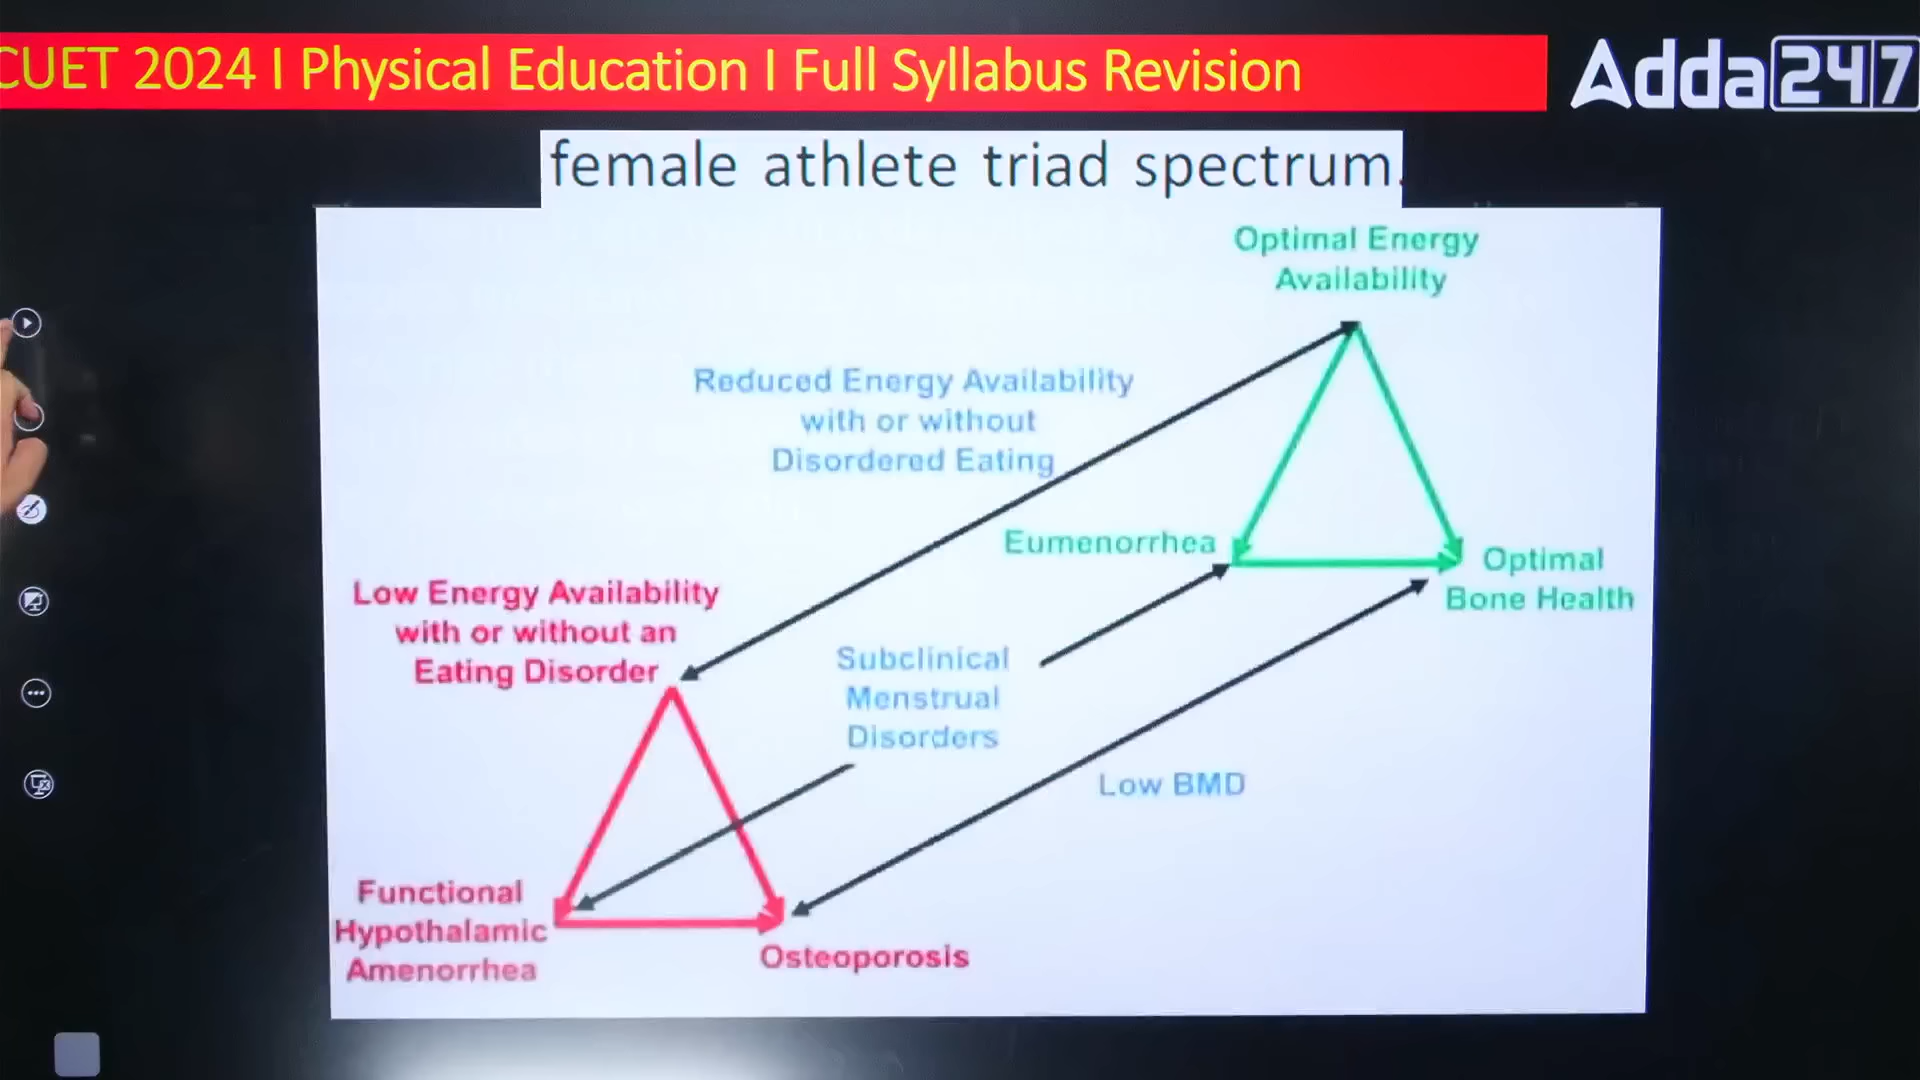 CUET 2024 I Physical Education I Full Syllabus Revision
Adda247
female athlete triad spectrum.
Optimal Energy
Availability
Reduced Energy Availability
with or without
Disordered Eating
Eumenorrhea
Optimal
Bone Health
Low Energy Availability
with or without an
Eating Disorder
Subclinical
Menstrual
Disorders
Low BMD
Functional
Hypothalamic
Amenorrhea
Osteoporosis